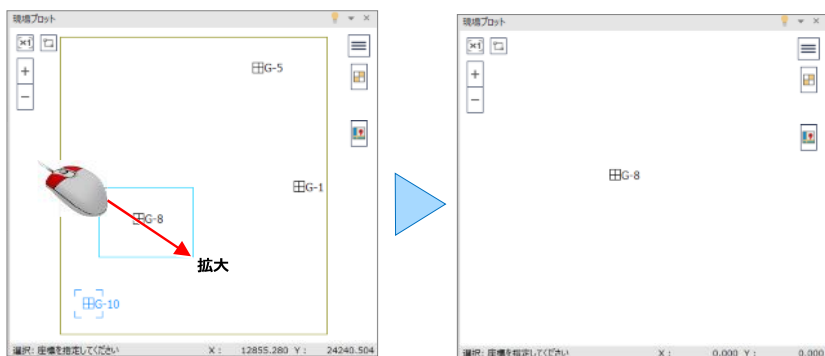 現場プロット
×1
G-5
G-1
G-8
拡大
G-10
選択: 座標を指定してください X : 12855.280 Y : 24240.504
現場プロット
×1
G-8
選択: 座標を指定してください X : 0.000 Y : 0.000